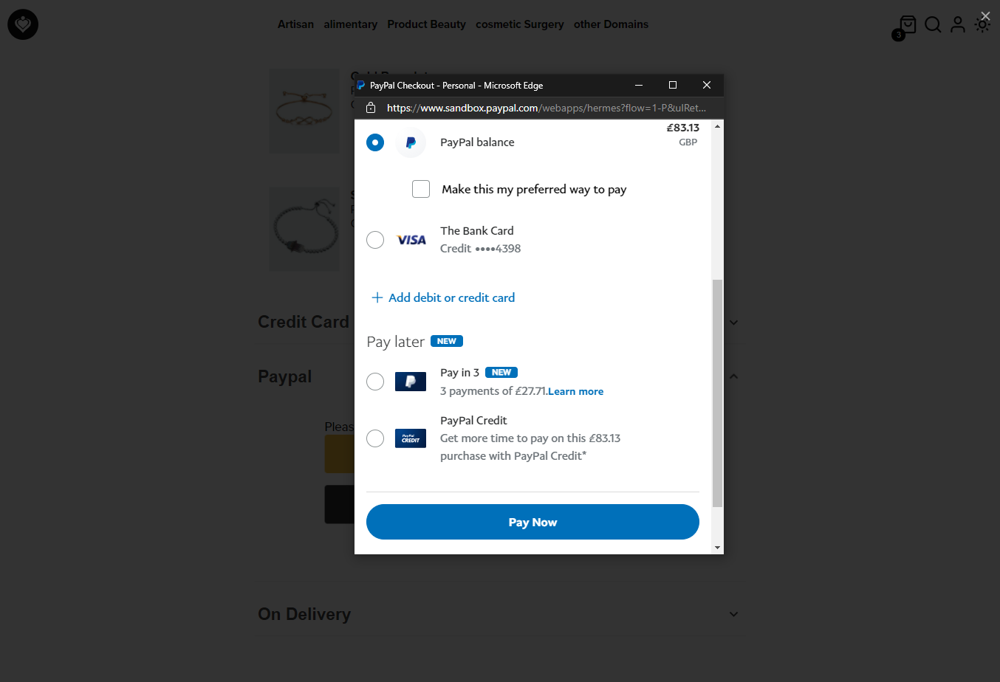 Artisan alimentary Product Beauty cosmetic Surgery other Domains
3
PayPal Checkout - Personal - Microsoft Edge
https://www.sandbox.paypal.com/webapps/hermes?flow=1-P&ulRet...
£83.13
PayPal balance
GBP
Make this my preferred way to pay
VISA
The Bank Card
Credit ••••4398
+ Add debit or credit card
Credit Card
Pay later NEW
Pay in 3 NEW
3 payments of £27.71.Learn more
Paypal
PayPal Credit
PayPal CREDIT
Get more time to pay on this £83.13
purchase with PayPal Credit*
Pleas
Pay Now
On Delivery